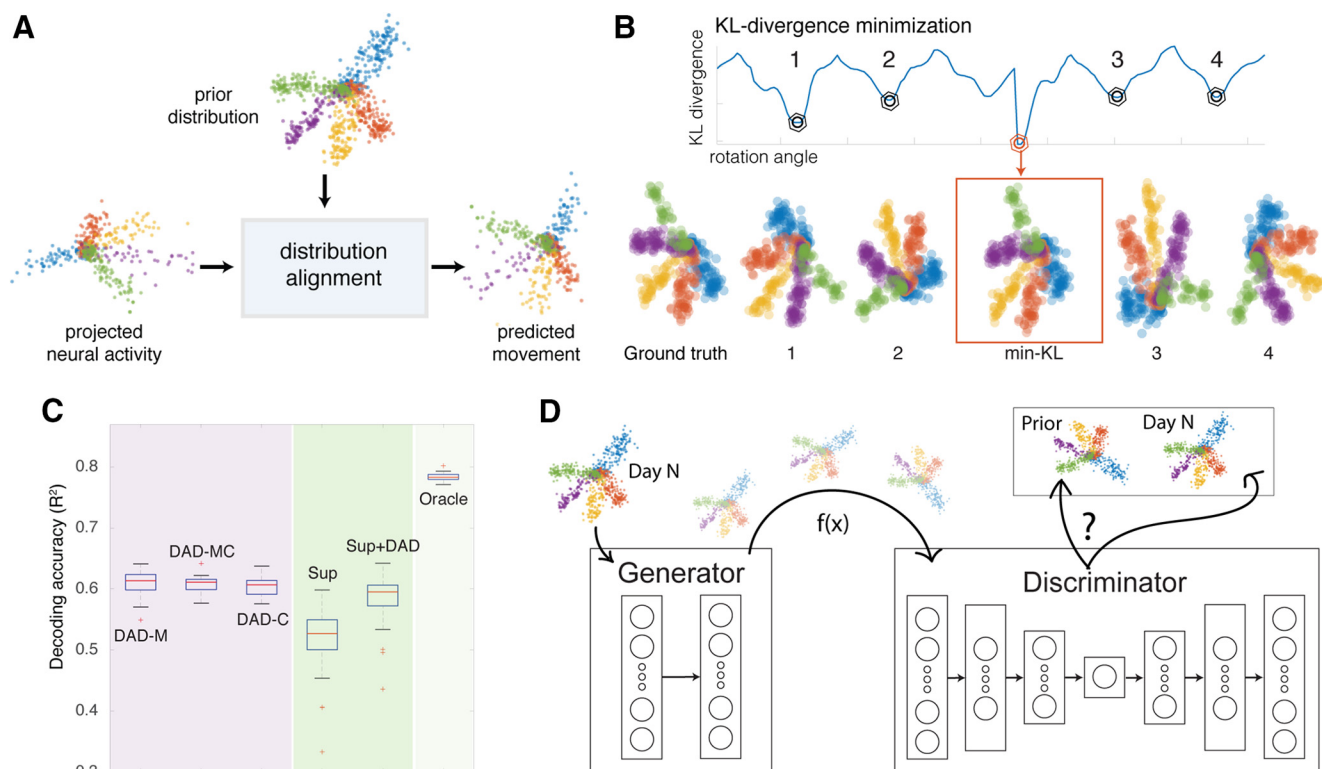 A
prior
distribution
distribution
alignment
projected
neural activity
predicted
movement
B
KL-divergence minimization
KL divergence
1
2
3
4
rotation angle
Ground truth
1
2
min-KL
3
4
C
Decoding accuracy (R²)
0.8
0.7
0.6
0.5
0.4
DAD-M
DAD-MC
DAD-C
Sup
Sup+DAD
Oracle
D
Day N
f(x)
Prior
Day N
?
Generator
Discriminator